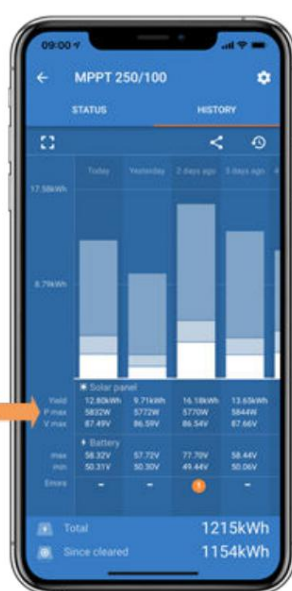 09:00
MPPT 250/100
STATUS HISTORY
Today Yesterday 2 days ago
17.58kWh
8.79kWh
Solar panel
Yield 12.80kWh 9.71kWh 16.18kWh 13.65kWh
P max 5832W 5772W 5770W 5844W
V max 87.49V 86.59V 86.54V 87.66V
Battery
max 58.32V 57.72V 77.70V 58.44V
min 50.31V 50.30V 49.44V 50.06V
Errors - - 1 -
Total 1215kWh
Since cleared 1154kWh